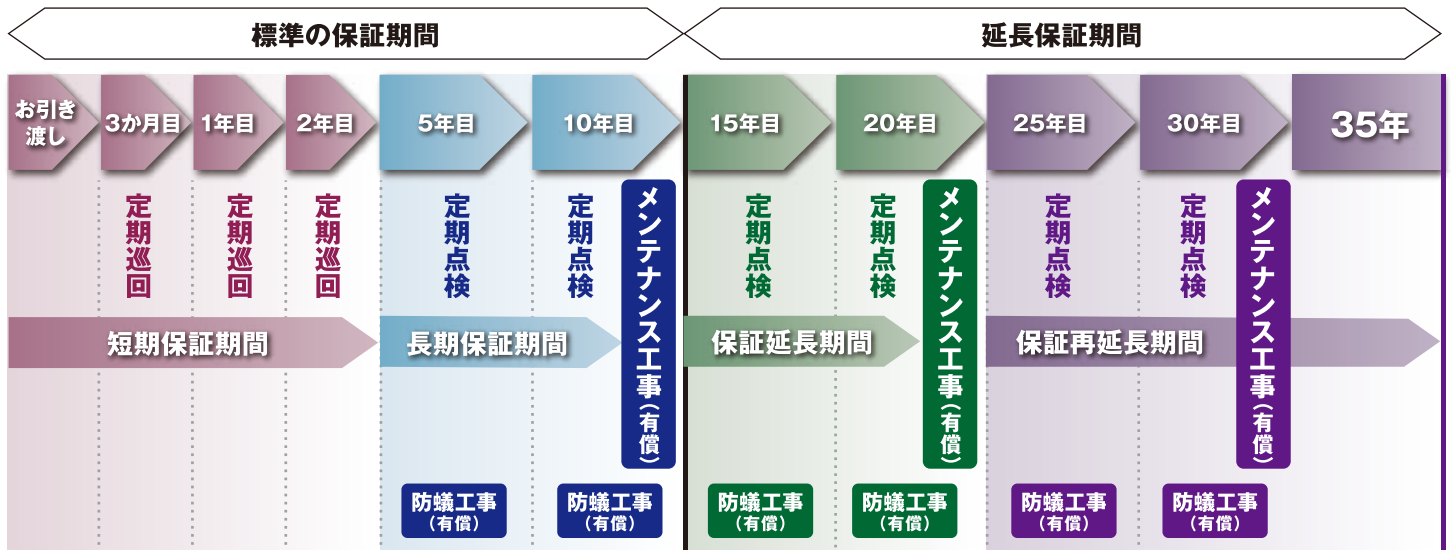 標準の保証期間
延長保証期間
お引き
渡し
3か月目
1年目
2年目
5年目
10年目
15年目
20年目
25年目
30年目
35年
定期巡回
定期巡回
定期巡回
定期点検
定期点検
メンテナンス工事(有償)
定期点検
定期点検
メンテナンス工事(有償)
定期点検
定期点検
メンテナンス工事(有償)
短期保証期間
長期保証期間
保証延長期間
保証再延長期間
防蟻工事
(有償)
防蟻工事
(有償)
防蟻工事
(有償)
防蟻工事
(有償)
防蟻工事
(有償)
防蟻工事
(有償)